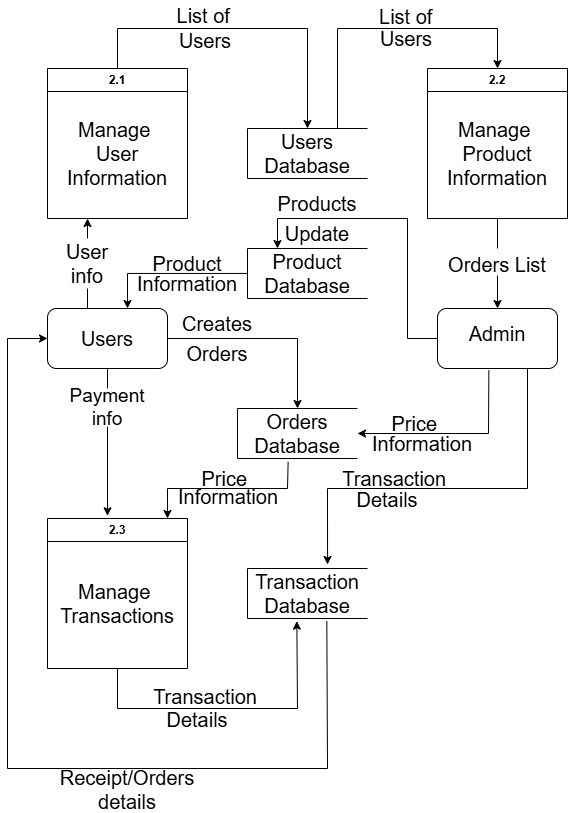 List of
Users
List of
Users
2.1
Manage
User
Information
2.2
Manage
Product
Information
Users
Database
Products
Update
Product
Database
User
info
Product
Information
Orders List
Users
Creates
Orders
Admin
Payment
info
Orders
Database
Price
Information
Price
Information
Transaction
Details
2.3
Manage
Transactions
Transaction
Database
Transaction
Details
Receipt/Orders
details